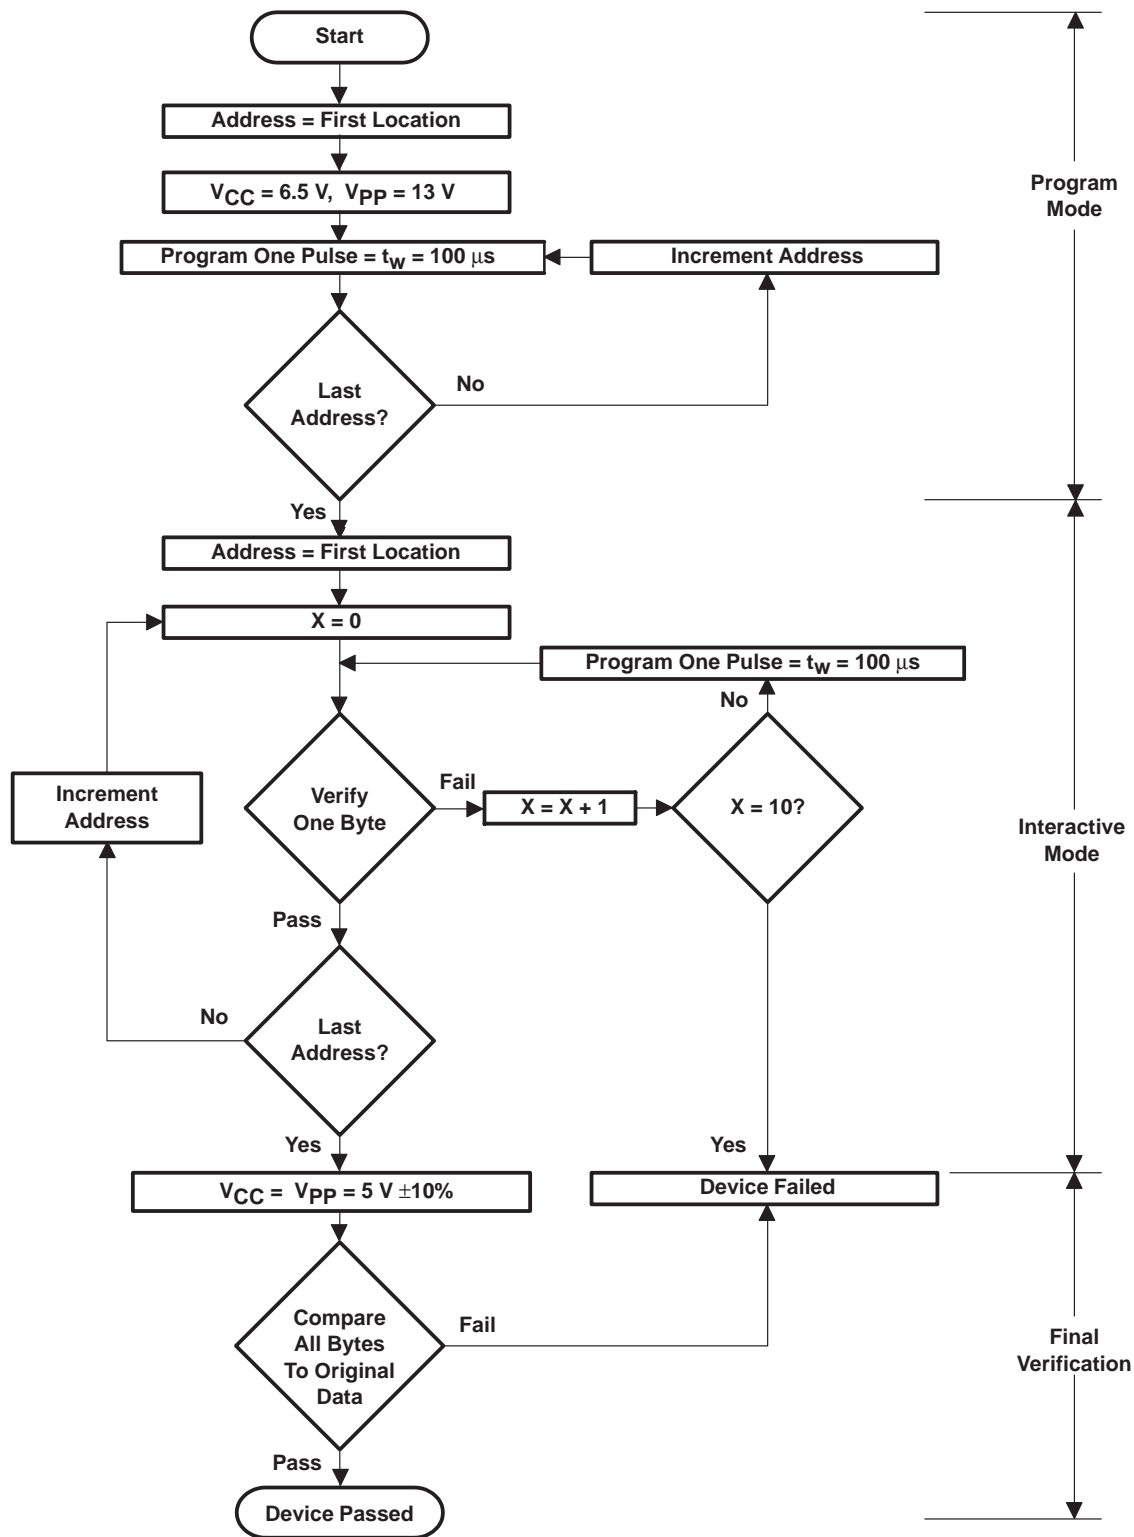 Start
Address = First Location
VCC = 6.5 V, VPP = 13 V
Program
Mode
Program One Pulse = tw = 100 μs
Increment Address
Last
Address?
No
Yes
Address = First Location
X = 0
Program One Pulse = tw = 100 μs
No
Increment
Address
Verify
One Byte
Fail
X = X + 1
X = 10?
Interactive
Mode
Pass
No
Last
Address?
Yes
Yes
VCC = VPP = 5 V ±10%
Device Failed
Compare
All Bytes
To Original
Data
Fail
Final
Verification
Pass
Device Passed